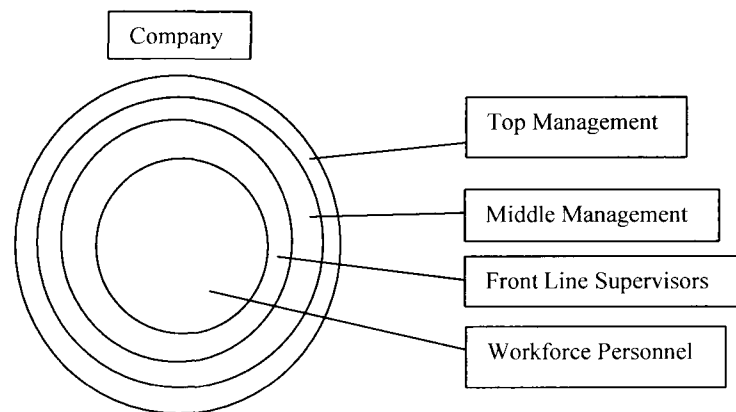 Company
Top Management
Middle Management
Front Line Supervisors
Workforce Personnel